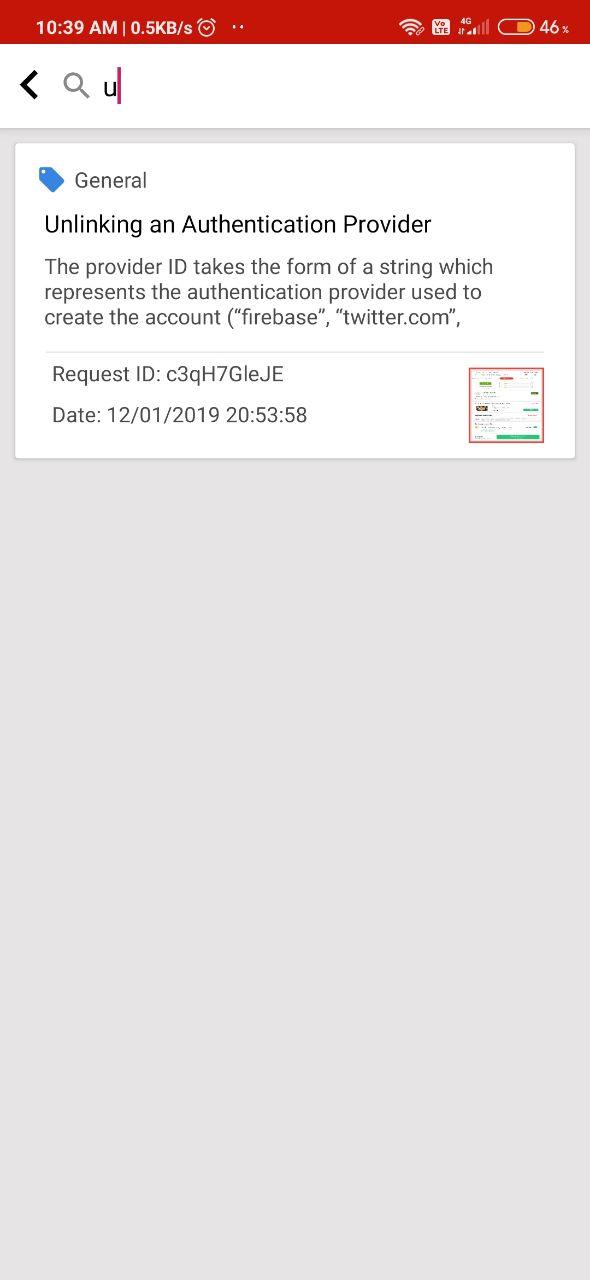 10:39 AM | 0.5KB/s
Vo LTE 4G 46%
u
General
Unlinking an Authentication Provider
The provider ID takes the form of a string which
represents the authentication provider used to
create the account (“firebase”, “twitter.com”,
Request ID: c3qH7GleJE
Date: 12/01/2019 20:53:58